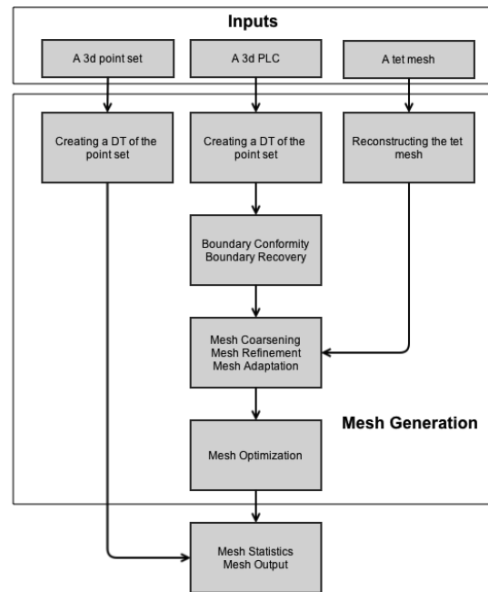 Inputs
A 3d point set
A 3d PLC
A tet mesh
Creating a DT of the
point set
Creating a DT of the
point set
Reconstructing the tet
mesh
Boundary Conformity
Boundary Recovery
Mesh Coarsening
Mesh Refinement
Mesh Adaptation
Mesh Generation
Mesh Optimization
Mesh Statistics
Mesh Output